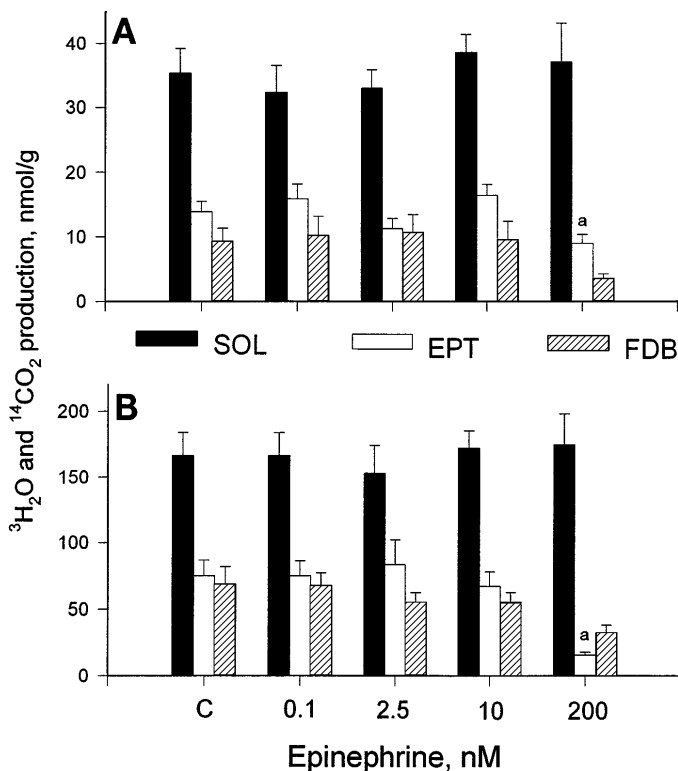 A
40
30
20
10
0
a
SOL EPT FDB
³H₂O and ¹⁴CO₂ production, nmol/g
B
200
150
100
50
0
a
C 0.1 2.5 10 200
Epinephrine, nM